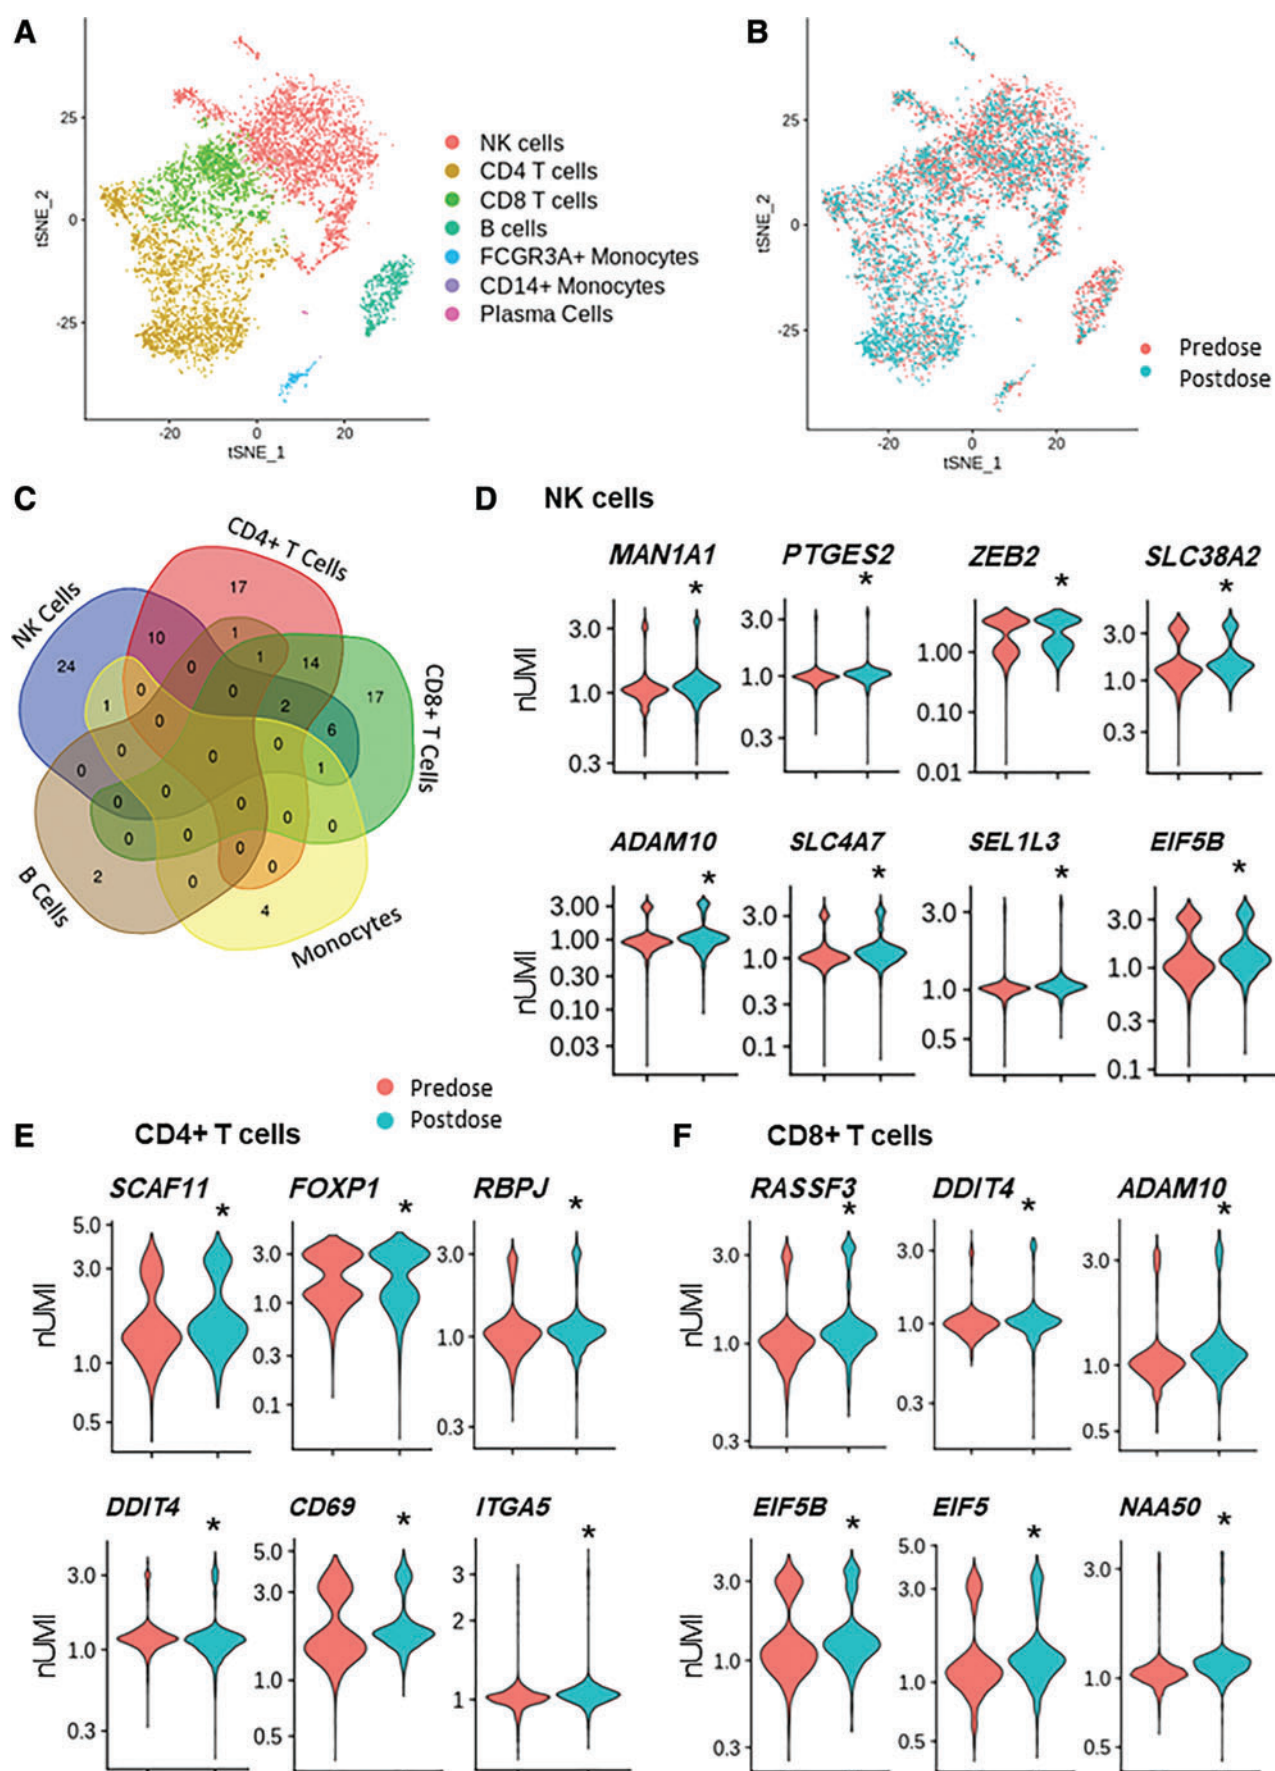 A
25
0
-25
tSNE_2
-20 0 20
tSNE_1
NK cells
CD4 T cells
CD8 T cells
B cells
FCGR3A+ Monocytes
CD14+ Monocytes
Plasma Cells
B
25
0
-25
tSNE_2
-20 0 20
tSNE_1
Predose
Postdose
C
CD4+ T Cells
NK Cells
CD8+ T Cells
B Cells
Monocytes
17
1
10
0 1 14
24
0 0 17
1 0 2
6
0 0 0
0 1
0
0 0 0
0 0
0 0
0 0
2 0
4
D NK cells
MAN1A1 PTGES2 ZEB2 SLC38A2
* * * *
nUMI
3.0 1.0 0.3
3.0 1.0 0.3
1.00 0.10 0.01
3.0 1.0 0.3
ADAM10 SLC4A7 SEL1L3 EIF5B
* * * *
nUMI
3.00 1.00 0.30 0.10 0.03
3.0 1.0 0.3 0.1
3.0 1.0 0.5
3.0 1.0 0.3 0.1
Predose
Postdose
E CD4+ T cells
SCAF11 FOXP1 RBPJ
* * *
nUMI
5.0 3.0 1.0 0.5
3.0 1.0 0.3 0.1
3.0 1.0 0.3
DDIT4 CD69 ITGA5
* * *
nUMI
3.0 1.0 0.3
5.0 3.0 1.0 0.5
3 2 1
F CD8+ T cells
RASSF3 DDIT4 ADAM10
* * *
nUMI
3.0 1.0 0.3
3.0 1.0 0.3
3.0 1.0 0.5
EIF5B EIF5 NAA50
* * *
nUMI
3.0 1.0 0.3
5.0 3.0 1.0 0.5
3.0 1.0 0.5